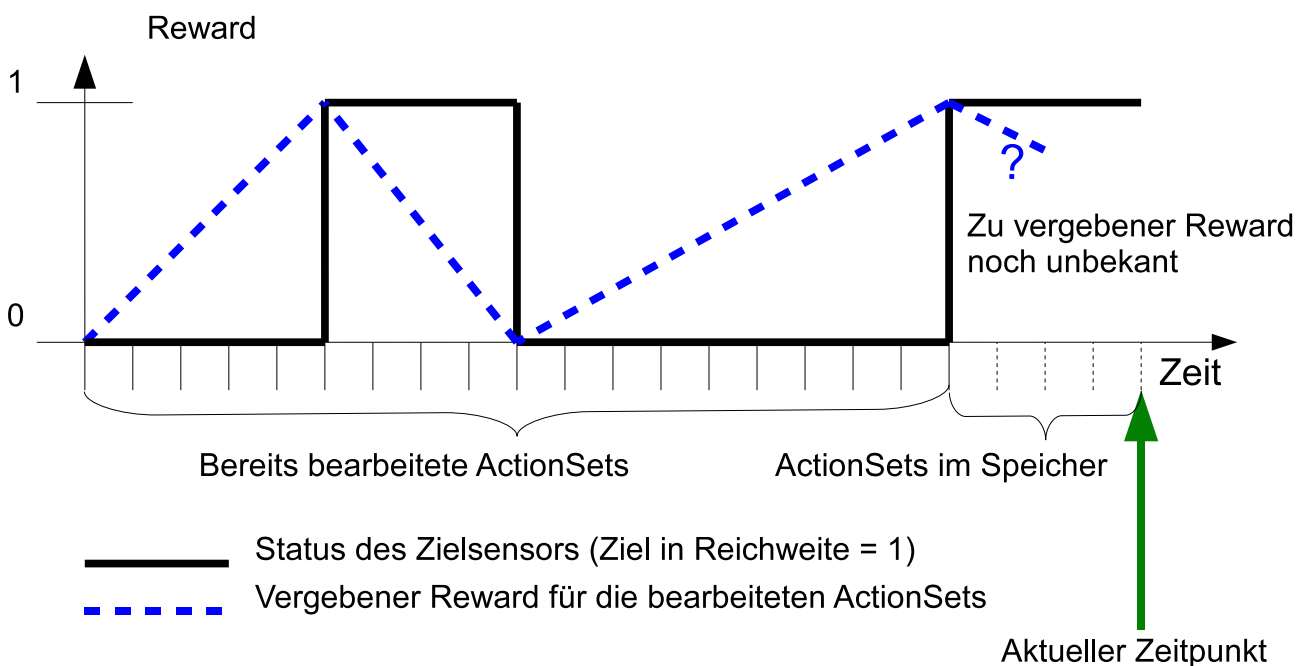 Reward
1
?
Zu vergebener Reward
noch unbekant
0
Zeit
Bereits bearbeitete ActionSets
ActionSets im Speicher
Status des Zielsensors (Ziel in Reichweite = 1)
Vergebener Reward für die bearbeiteten ActionSets
Aktueller Zeitpunkt